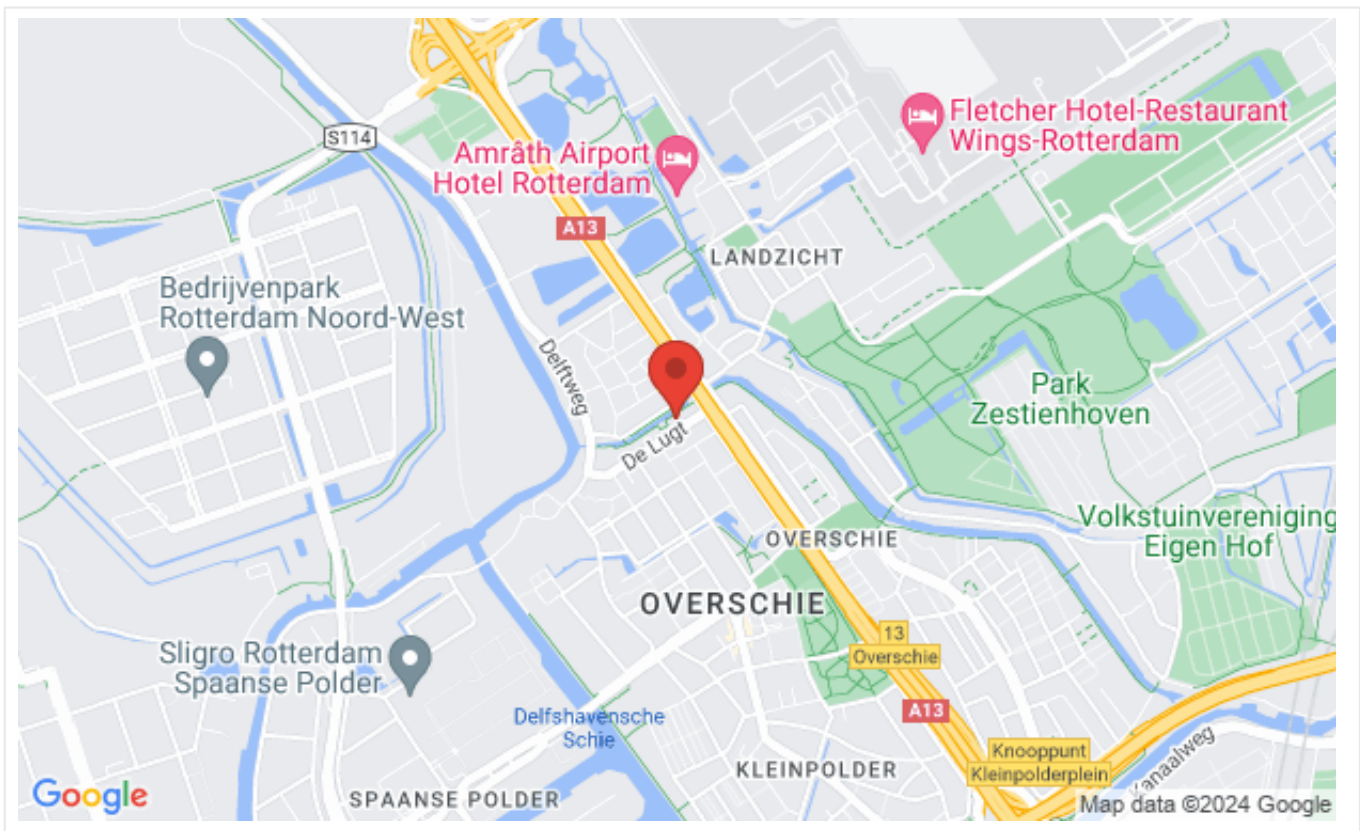 S114
Fletcher Hotel-Restaurant
Wings-Rotterdam
Amrâth Airport
Hotel Rotterdam
A13
LANDZICHT
Bedrijvenpark
Rotterdam Noord-West
Delftweg
Park
Zestienhoven
De Lugt
Volkstuinvereniging
Eigen Hof
OVERSCHIE
OVERSCHIE
13
Overschie
Sligro Rotterdam
Spaanse Polder
A13
Delfshavensche
Schie
Knooppunt
Kleinpolderplein
Kanaalweg
KLEINPOLDER
Google
SPAANSE POLDER
Map data ©2024 Google